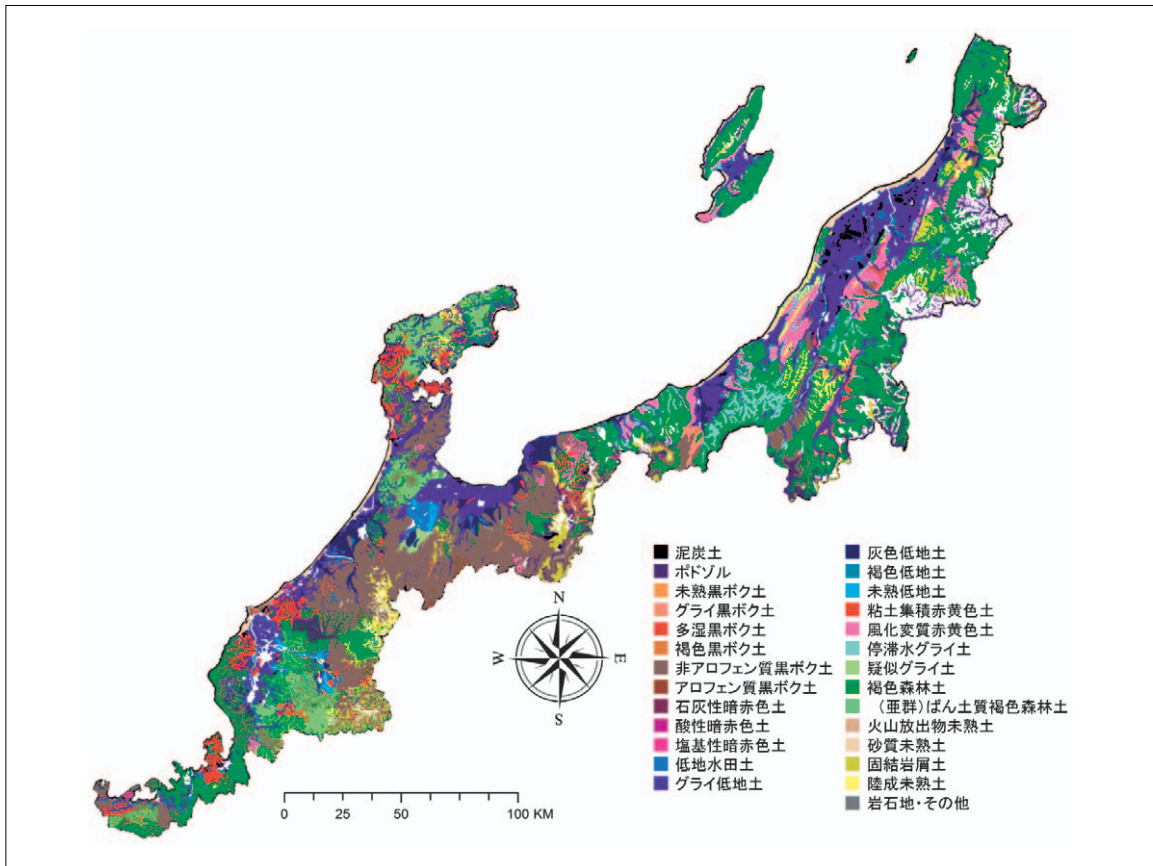 泥炭土
ポドゾル
未熟黒ボク土
グライ黒ボク土
多湿黒ボク土
褐色黒ボク土
非アロフェン質黒ボク土
アロフェン質黒ボク土
石灰性暗赤色土
酸性暗赤色土
塩基性暗赤色土
低地水田土
グライ低地土
灰色低地土
褐色低地土
未熟低地土
粘土集積赤黄色土
風化変質赤黄色土
停滞水グライ土
疑似グライ土
褐色森林土
（亜群）ばん土質褐色森林土
火山放出物未熟土
砂質未熟土
固結岩屑土
陸成未熟土
岩石地・その他
N
W E
S
0 25 50 100 KM